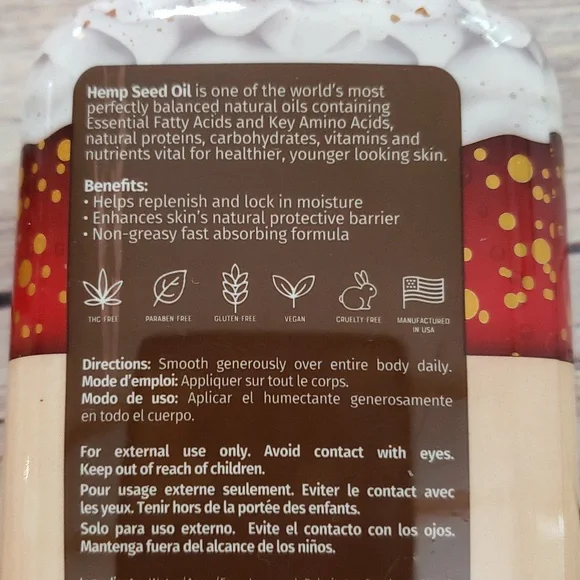 Hemp Seed Oil is one of the world's most
perfectly balanced natural oils containing
Essential Fatty Acids and Key Amino Acids,
natural proteins, carbohydrates, vitamins and
nutrients vital for healthier, younger looking skin.
Benefits:
• Helps replenish and lock in moisture
• Enhances skin's natural protective barrier
• Non-greasy fast absorbing formula
THC FREE
PARABEN FREE
GLUTEN FREE
VEGAN
CRUELTY FREE
MANUFACTURED
IN USA
Directions: Smooth generously over entire body daily.
Mode d'emploi: Appliquer sur tout le corps.
Modo de uso: Aplicar el humectante generosamente
en todo el cuerpo.
For external use only. Avoid contact with eyes.
Keep out of reach of children.
Pour usage externe seulement. Eviter le contact avec
les yeux. Tenir hors de la portée des enfants.
Solo para uso externo. Evite el contacto con los ojos.
Mantenga fuera del alcance de los niños.